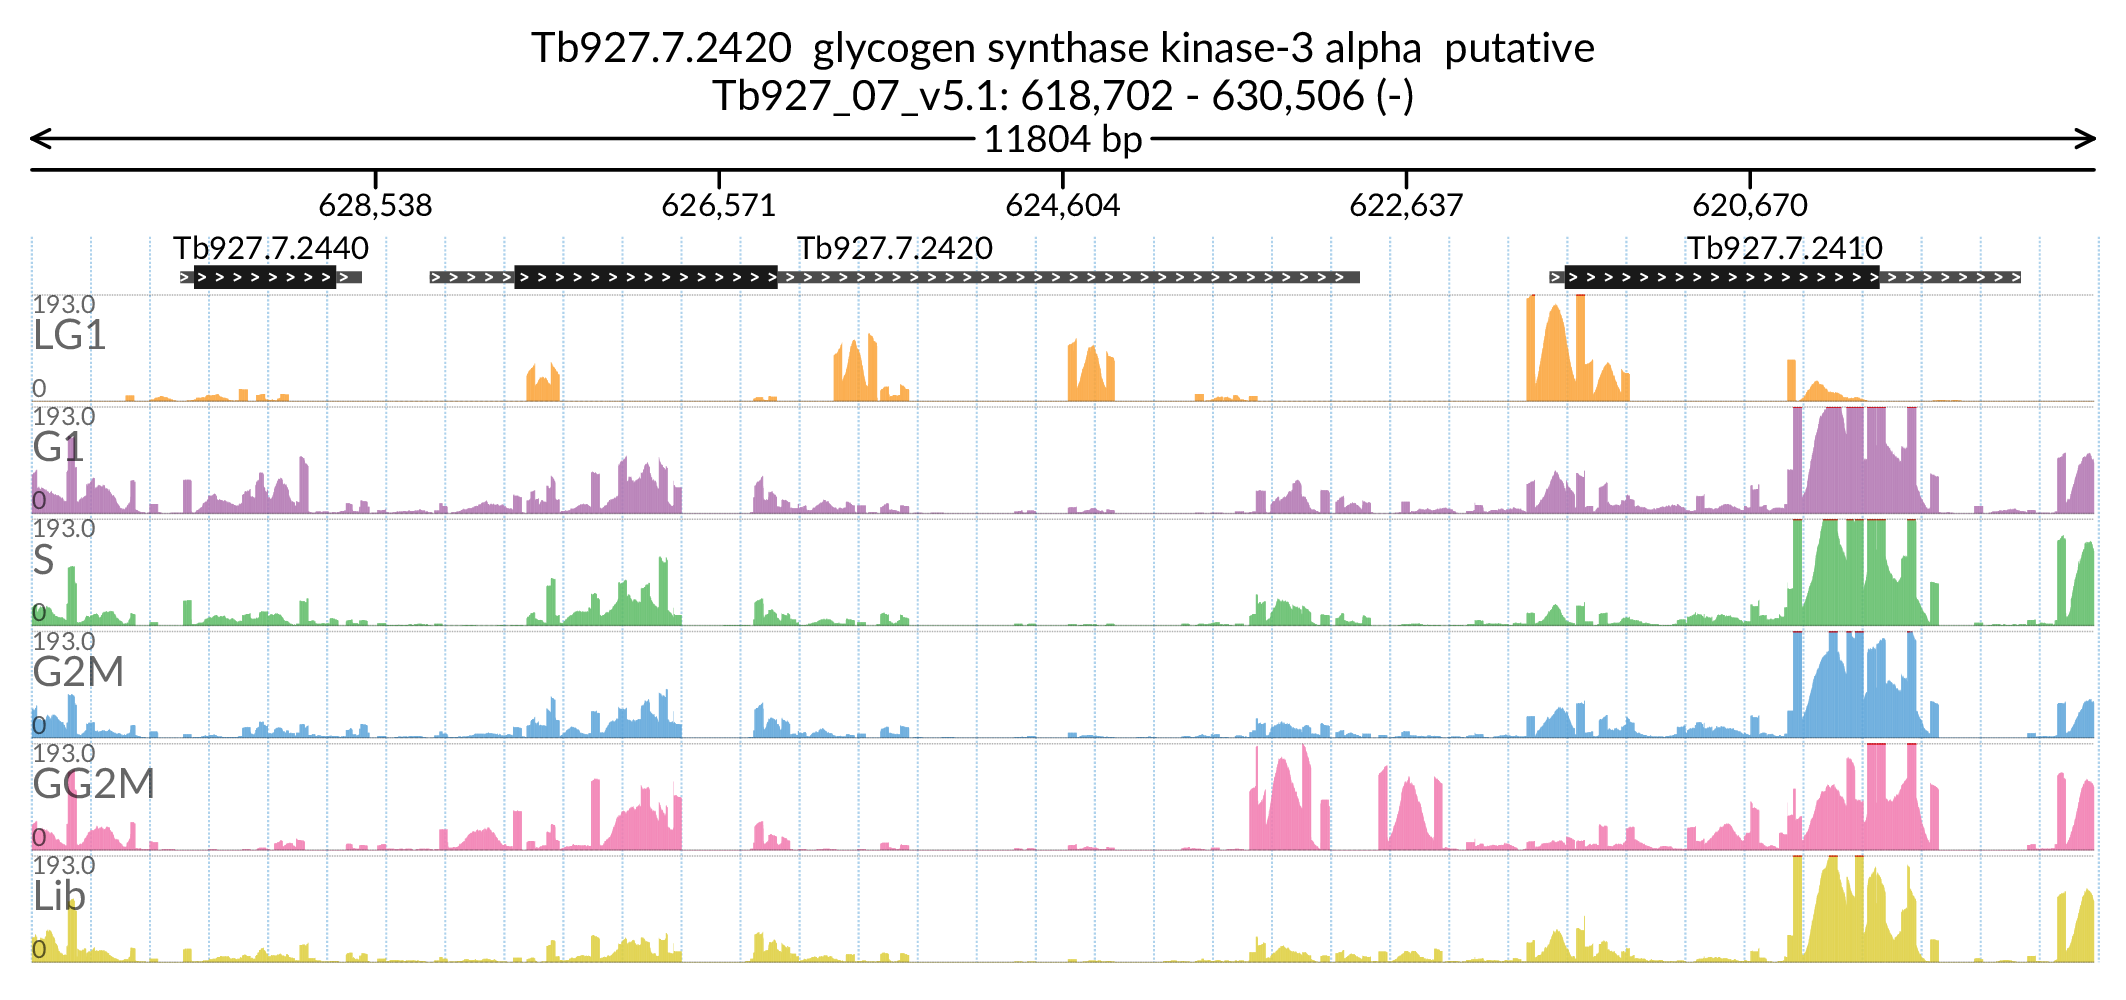 Tb927.7.2420  glycogen synthase kinase-3 alpha  putative
Tb927_07_v5.1: 618,702 - 630,506 (-)
11804 bp
628,538 626,571 624,604 622,637 620,670
Tb927.7.2440 Tb927.7.2420 Tb927.7.2410
193.0
LG1
0
193.0
G1
0
193.0
S
0
193.0
G2M
0
193.0
GG2M
0
193.0
Lib
0